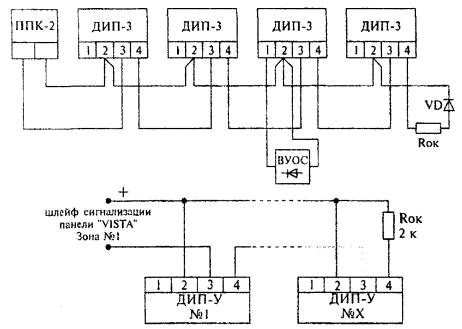 ППК-2 ДИП-3 ДИП-3 ДИП-3 ДИП-3
1 2 3 4 1 2 3 4 1 2 3 4 1 2 3 4
VD
Rок
ВУОС
+
шлейф сигнализации
панели "VISTA"
Зона №1
Rок
2 к
1 2 3 4 1 2 3 4
ДИП-У ДИП-У
№1 №X